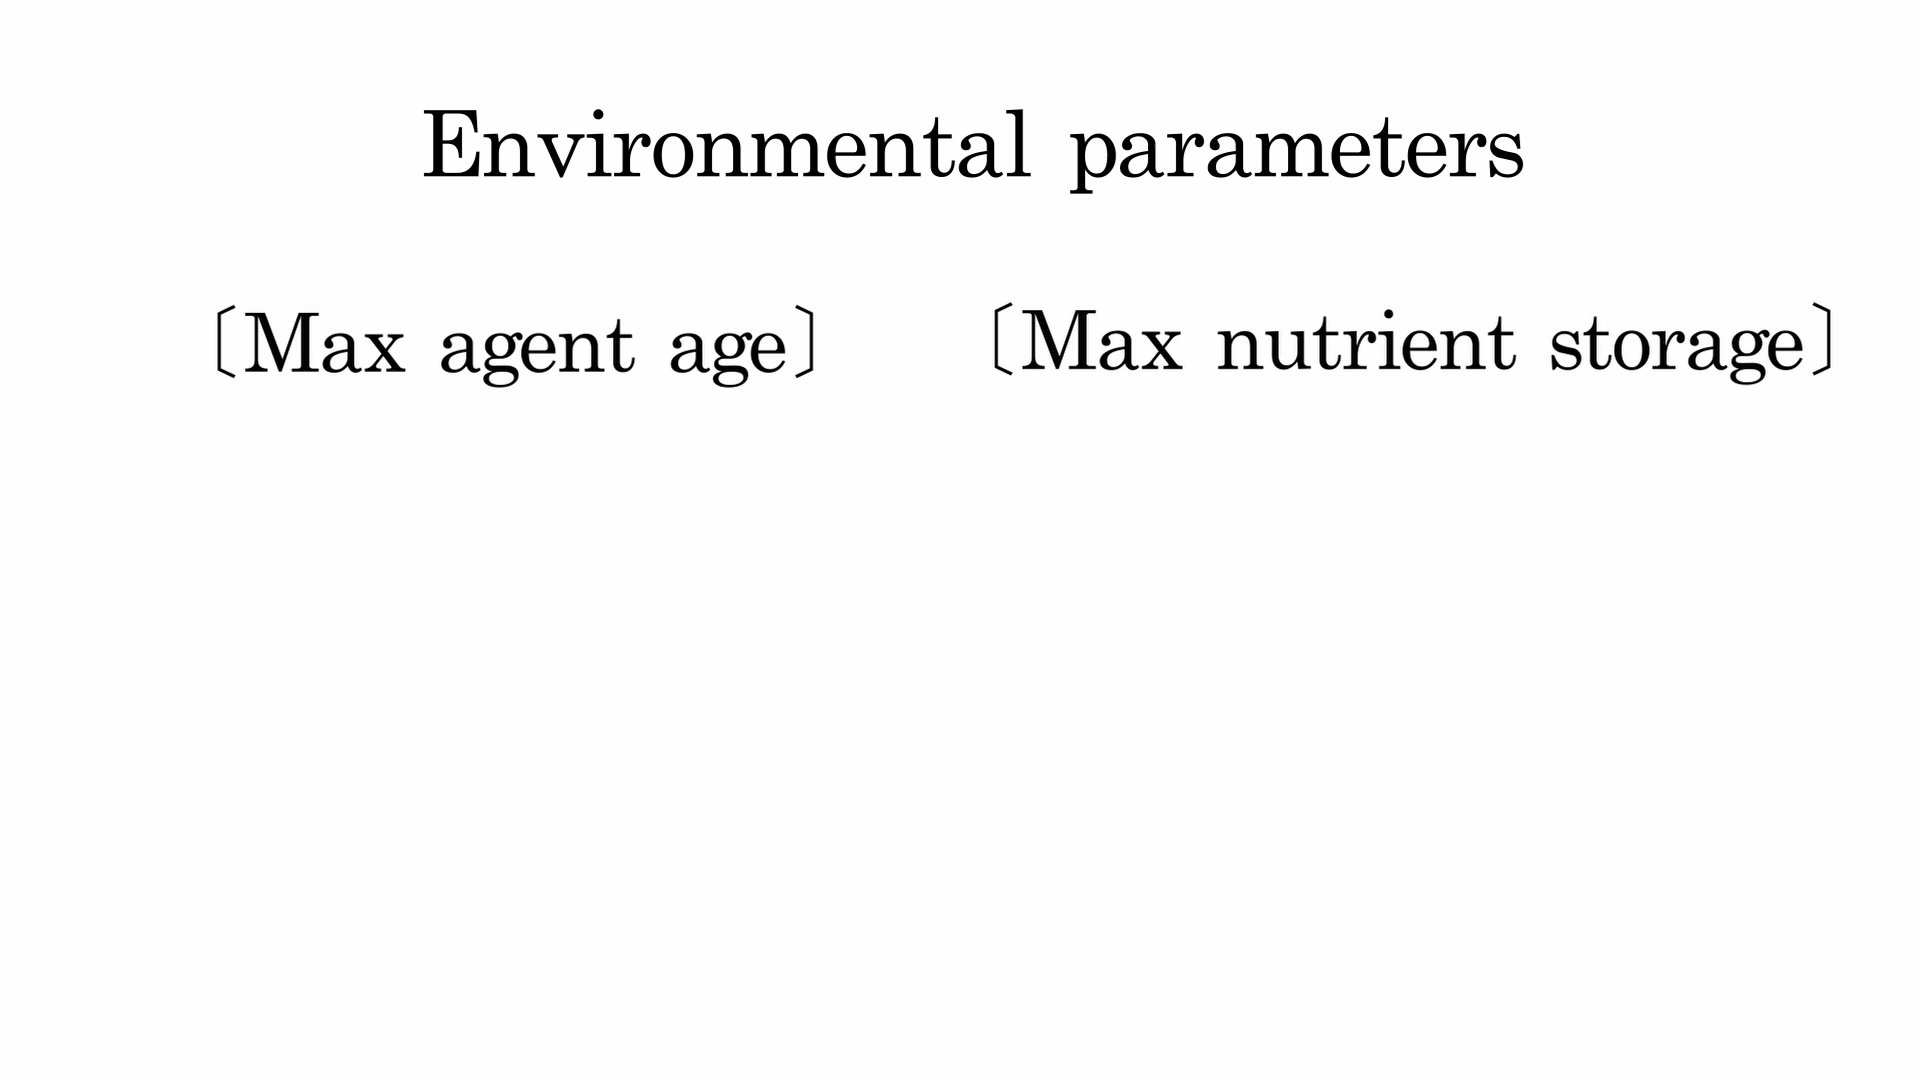 Environmental parameters
〔Max agent age〕 〔Max nutrient storage〕